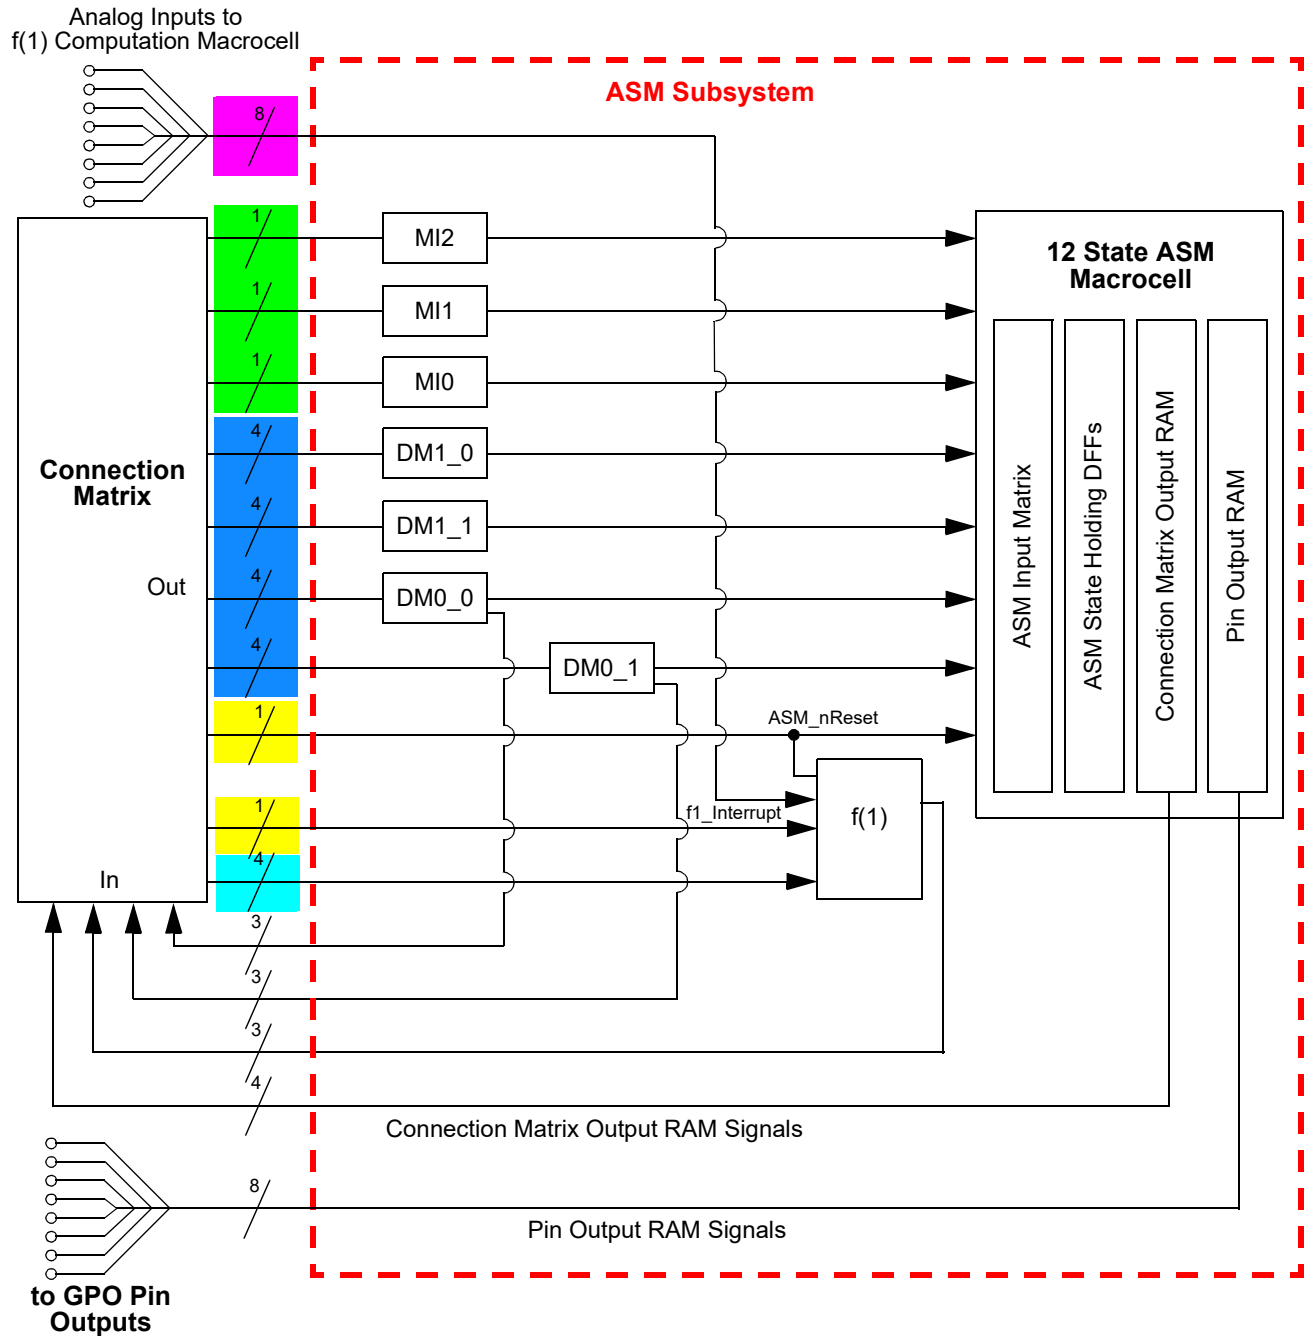 Analog Inputs to
f(1) Computation Macrocell
ASM Subsystem
8
1
MI2
12 State ASM
Macrocell
1
MI1
1
MI0
4
DM1_0
Connection
Matrix
4
DM1_1
Out
4
DM0_0
4
DM0_1
ASM Input Matrix
ASM State Holding DFFs
Connection Matrix Output RAM
Pin Output RAM
1
ASM_nReset
1
f1_Interrupt
f(1)
4
In
3
3
3
4
Connection Matrix Output RAM Signals
8
Pin Output RAM Signals
to GPO Pin
Outputs